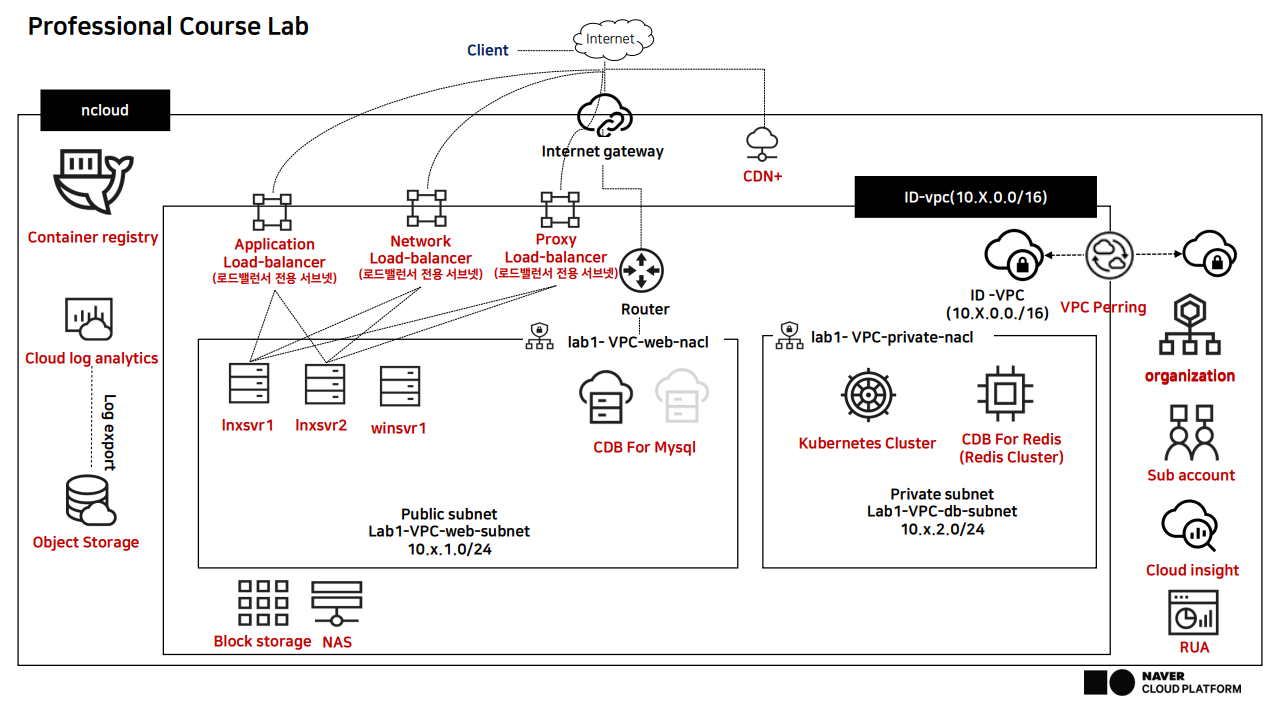 Professional Course Lab
Client
Internet
ncloud
Internet gateway
CDN+
ID-vpc(10.X.0.0/16)
Container registry
Application
Load-balancer
(로드밸런서 전용 서브넷)
Network
Load-balancer
(로드밸런서 전용 서브넷)
Proxy
Load-balancer
(로드밸런서 전용 서브넷)
Router
ID -VPC
(10.X.0.0./16)
VPC Perring
Cloud log analytics
Log export
Object Storage
lab1- VPC-web-nacl
lnxsvr1
lnxsvr2
winsvr1
CDB For Mysql
Public subnet
Lab1-VPC-web-subnet
10.x.1.0/24
lab1- VPC-private-nacl
Kubernetes Cluster
CDB For Redis
(Redis Cluster)
Private subnet
Lab1-VPC-db-subnet
10.x.2.0/24
organization
Sub account
Cloud insight
RUA
Block storage
NAS
NAVER
CLOUD PLATFORM